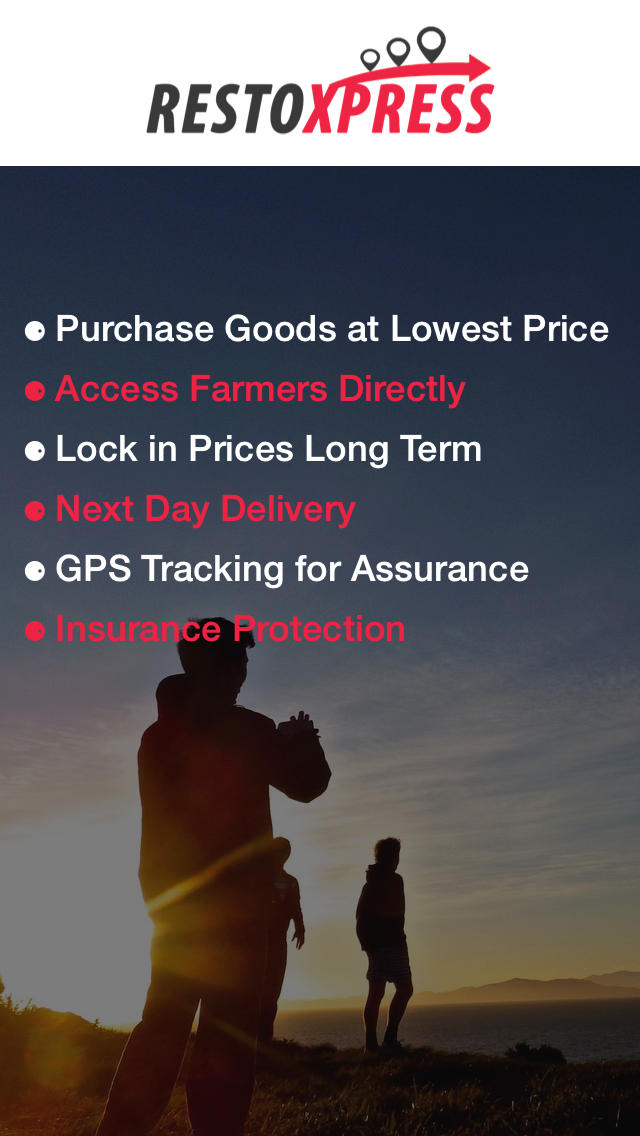 RESTOXPRESS
Purchase Goods at Lowest Price
Access Farmers Directly
Lock in Prices Long Term
Next Day Delivery
GPS Tracking for Assurance
Insurance Protection